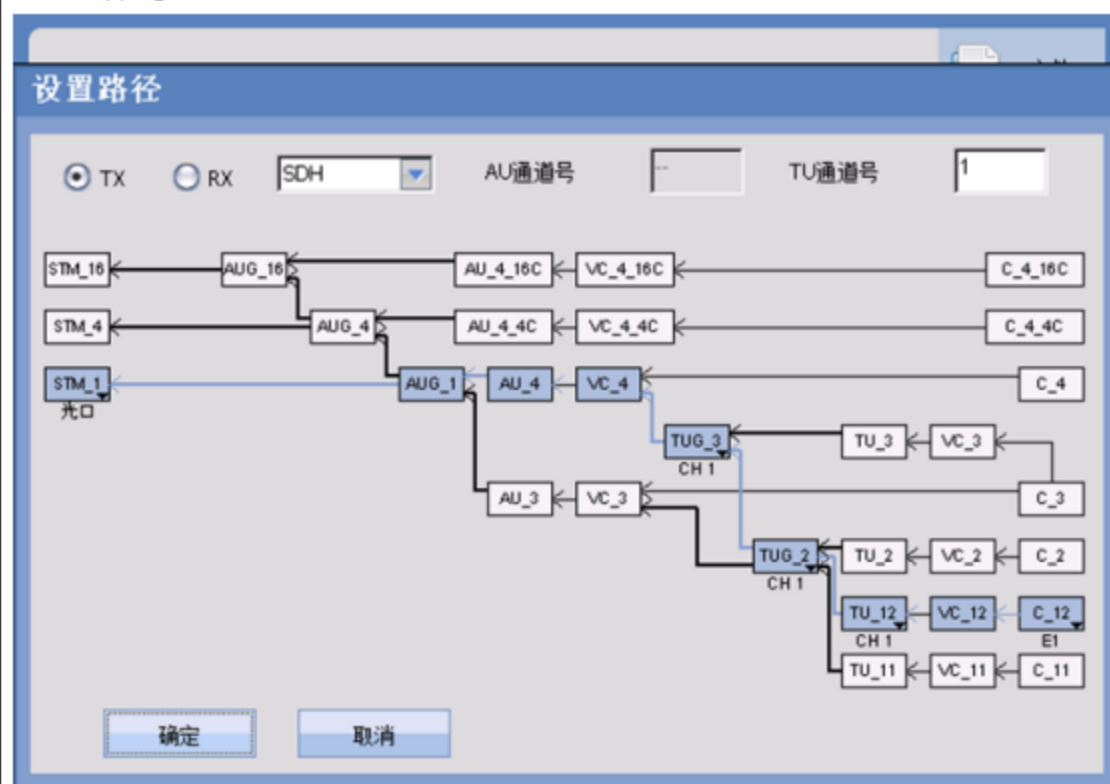 设置路径
TX RX SDH AU通道号 -- TU通道号 1
STM_16 AUG_16 AU_4_16C VC_4_16C C_4_16C
STM_4 AUG_4 AU_4_4C VC_4_4C C_4_4C
STM_1 AUG_1 AU_4 VC_4 C_4
光口
TUG_3 TU_3 VC_3
CH 1
AU_3 VC_3 C_3
TUG_2 TU_2 VC_2 C_2
CH 1
TU_12 VC_12 C_12
CH 1 E1
TU_11 VC_11 C_11
确定 取消